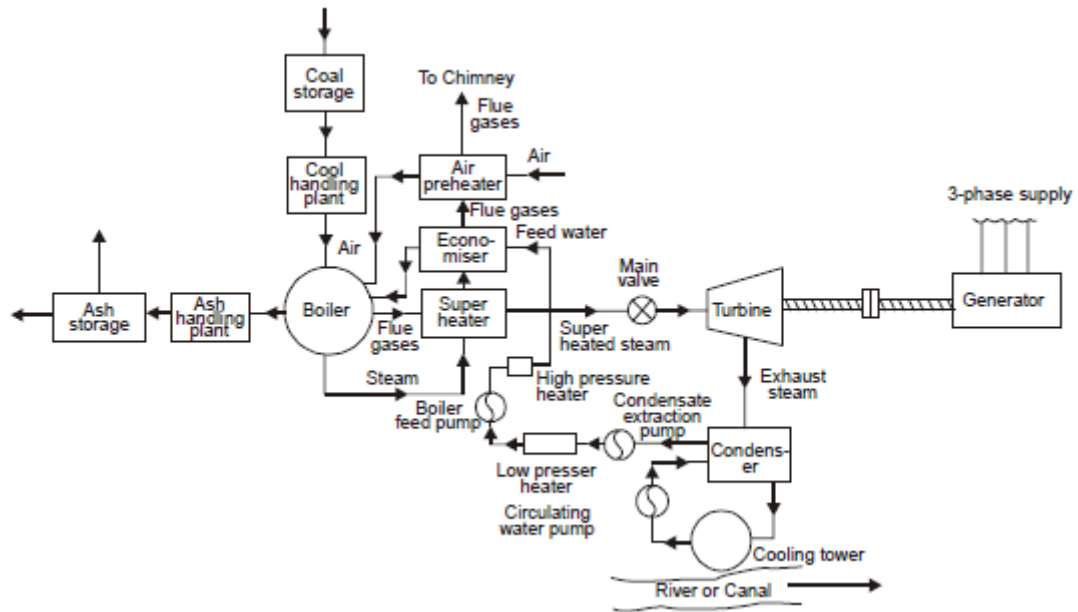 Coal
storage
To Chimney
Flue
gases
Cool
handling
plant
Air
preheater
Air
3-phase supply
Flue gases
Feed water
Air
Econo-
miser
Main
valve
Ash
storage
Ash
handling
plant
Boiler
Super
heater
Turbine
Generator
Flue
gases
Super
heated steam
Steam
High pressure
heater
Exhaust
steam
Boiler
feed pump
Condensate
extraction
pump
Condens-
er
Low presser
heater
Circulating
water pump
Cooling tower
River or Canal